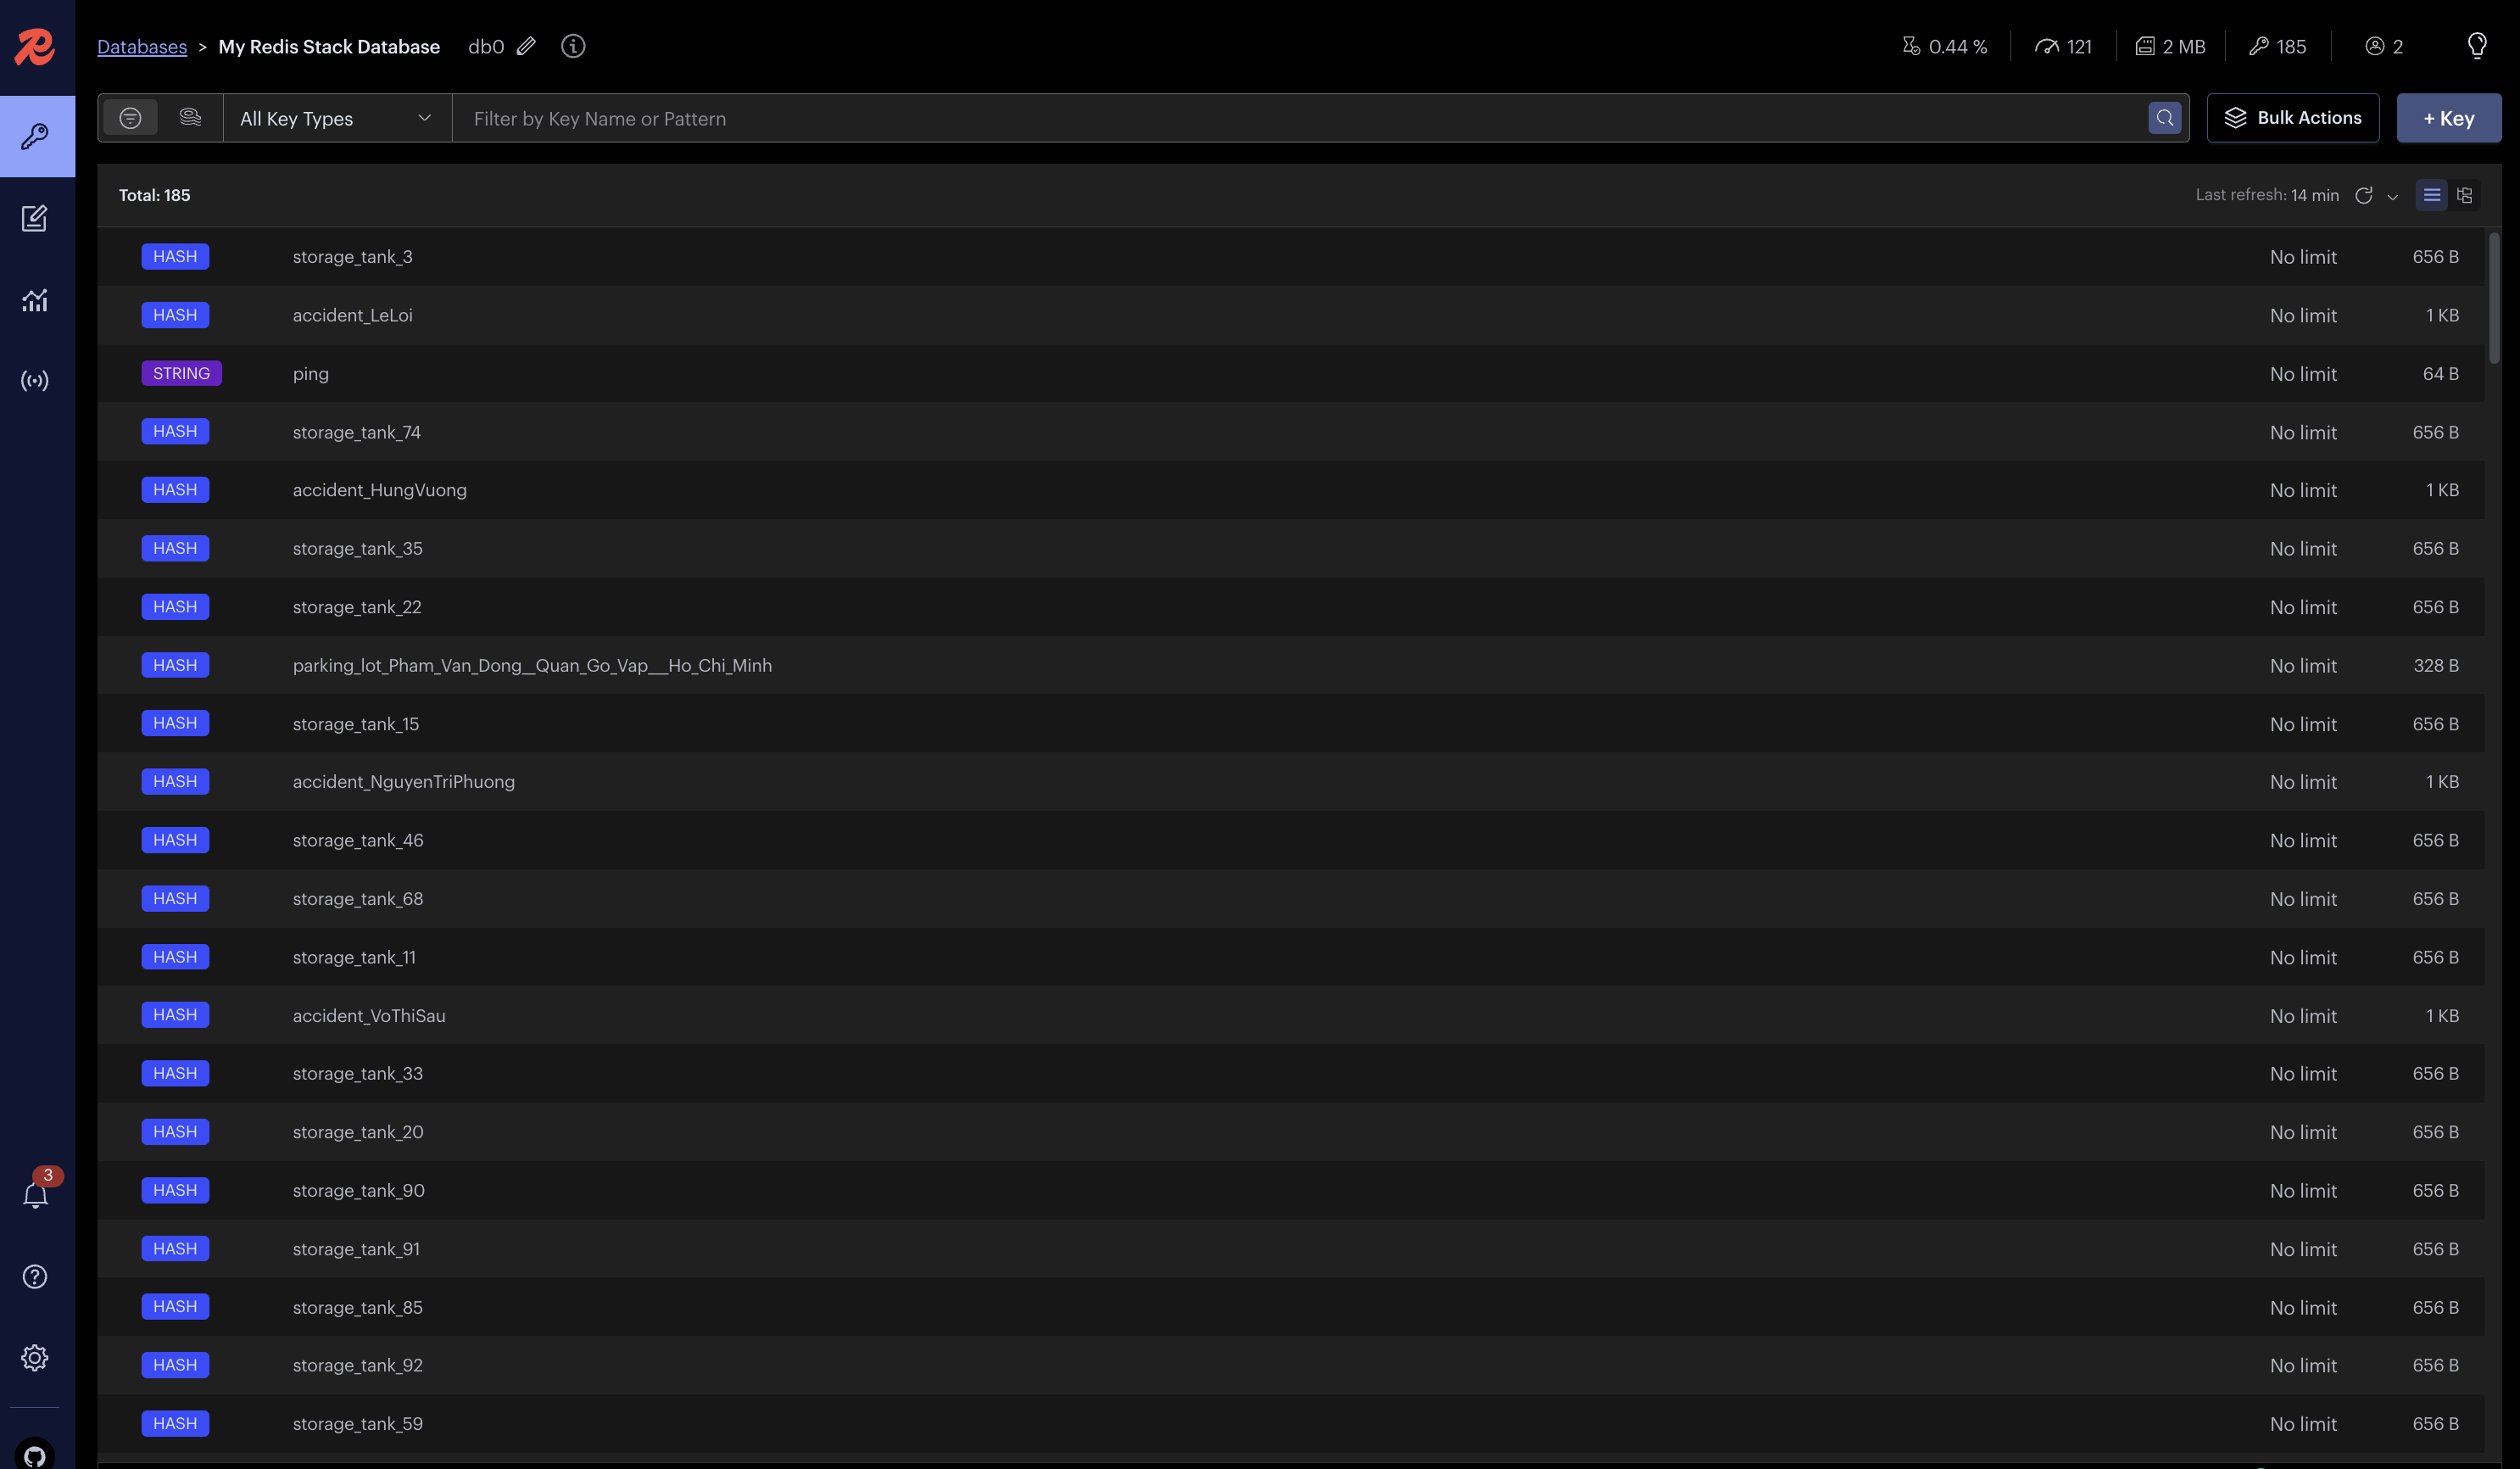 Databases > My Redis Stack Database db0 0.44 % 121 2 MB 185 2
All Key Types Filter by Key Name or Pattern Bulk Actions + Key
Total: 185 Last refresh: 14 min
HASH storage_tank_3 No limit 656 B
HASH accident_LeLoi No limit 1 KB
STRING ping No limit 64 B
HASH storage_tank_74 No limit 656 B
HASH accident_HungVuong No limit 1 KB
HASH storage_tank_35 No limit 656 B
HASH storage_tank_22 No limit 656 B
HASH parking_lot_Pham_Van_Dong__Quan_Go_Vap___Ho_Chi_Minh No limit 328 B
HASH storage_tank_15 No limit 656 B
HASH accident_NguyenTriPhuong No limit 1 KB
HASH storage_tank_46 No limit 656 B
HASH storage_tank_68 No limit 656 B
HASH storage_tank_11 No limit 656 B
HASH accident_VoThiSau No limit 1 KB
HASH storage_tank_33 No limit 656 B
HASH storage_tank_20 No limit 656 B
HASH storage_tank_90 No limit 656 B
3
HASH storage_tank_91 No limit 656 B
HASH storage_tank_85 No limit 656 B
HASH storage_tank_92 No limit 656 B
HASH storage_tank_59 No limit 656 B